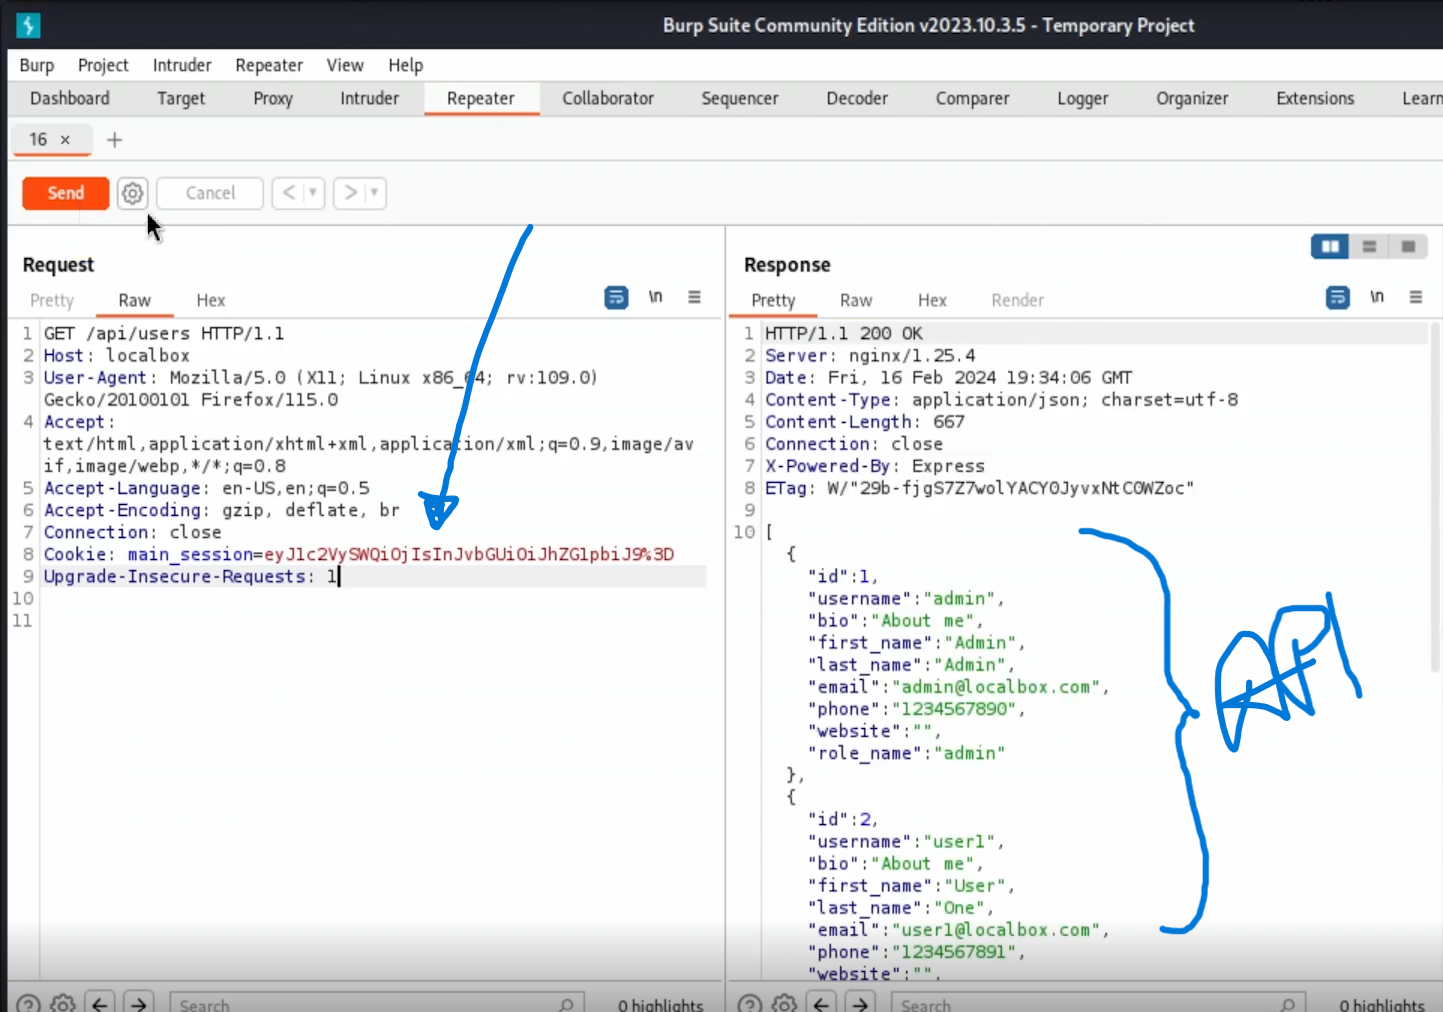 Burp Suite Community Edition v2023.10.3.5 - Temporary Project
Burp Project Intruder Repeater View Help
Dashboard Target Proxy Intruder Repeater Collaborator Sequencer Decoder Comparer Logger Organizer Extensions Learn
16 × +
Send Cancel < >
Request
Pretty Raw Hex \n
1 GET /api/users HTTP/1.1
2 Host: localbox
3 User-Agent: Mozilla/5.0 (X11; Linux x86_64; rv:109.0)
Gecko/20100101 Firefox/115.0
4 Accept:
text/html,application/xhtml+xml,application/xml;q=0.9,image/av
if,image/webp,*/*;q=0.8
5 Accept-Language: en-US,en;q=0.5
6 Accept-Encoding: gzip, deflate, br
7 Connection: close
8 Cookie: main_session=eyJ1c2VySWQiOjIsInJvbGUiOiJhZG1pbiJ9%3D
9 Upgrade-Insecure-Requests: 1
10
11
Response
Pretty Raw Hex Render \n
1 HTTP/1.1 200 OK
2 Server: nginx/1.25.4
3 Date: Fri, 16 Feb 2024 19:34:06 GMT
4 Content-Type: application/json; charset=utf-8
5 Content-Length: 667
6 Connection: close
7 X-Powered-By: Express
8 ETag: W/"29b-fjgS7Z7wolYACY0JyvxNtC0WZoc"
9
10 [
{
"id":1,
"username":"admin",
"bio":"About me",
"first_name":"Admin",
"last_name":"Admin",
"email":"admin@localbox.com",
"phone":"1234567890",
"website":"",
"role_name":"admin"
},
{
"id":2,
"username":"user1",
"bio":"About me",
"first_name":"User",
"last_name":"One",
"email":"user1@localbox.com",
"phone":"1234567891",
"website":"",
API
Search 0 highlights
Search 0 highlights